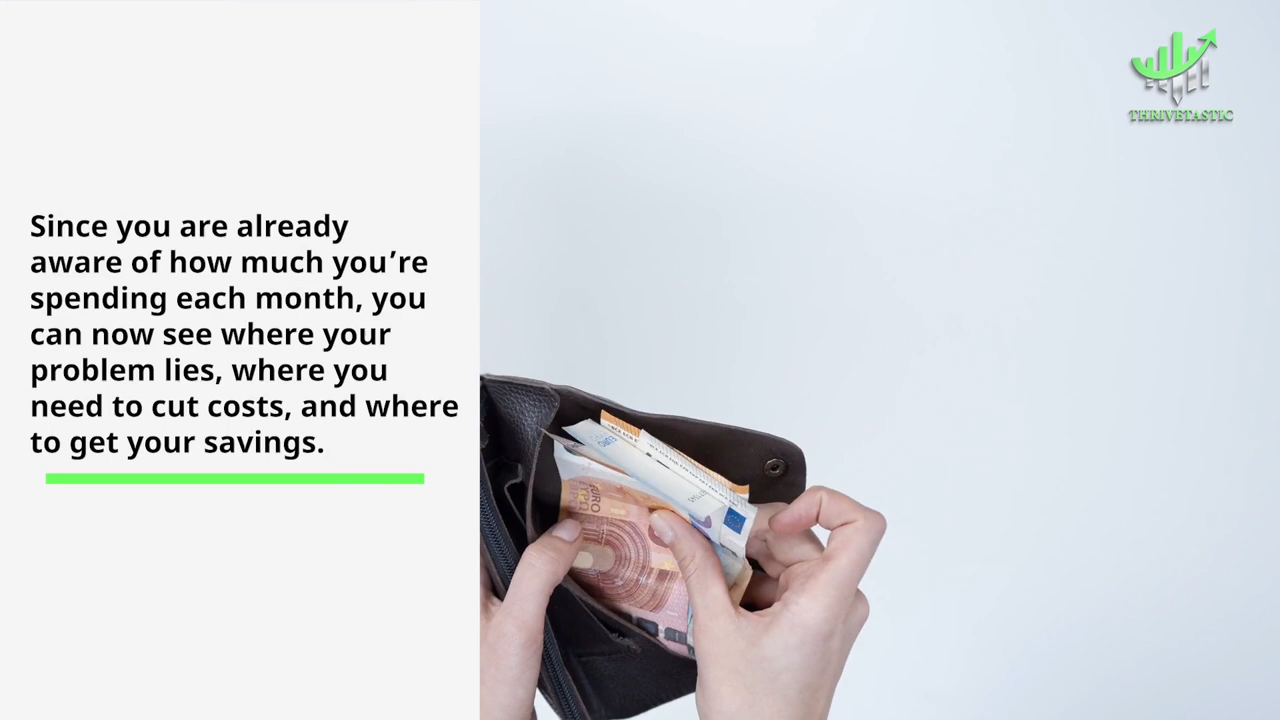 THRIVETASTIC
Since you are already
aware of how much you’re
spending each month, you
can now see where your
problem lies, where you
need to cut costs, and where
to get your savings.
EURO